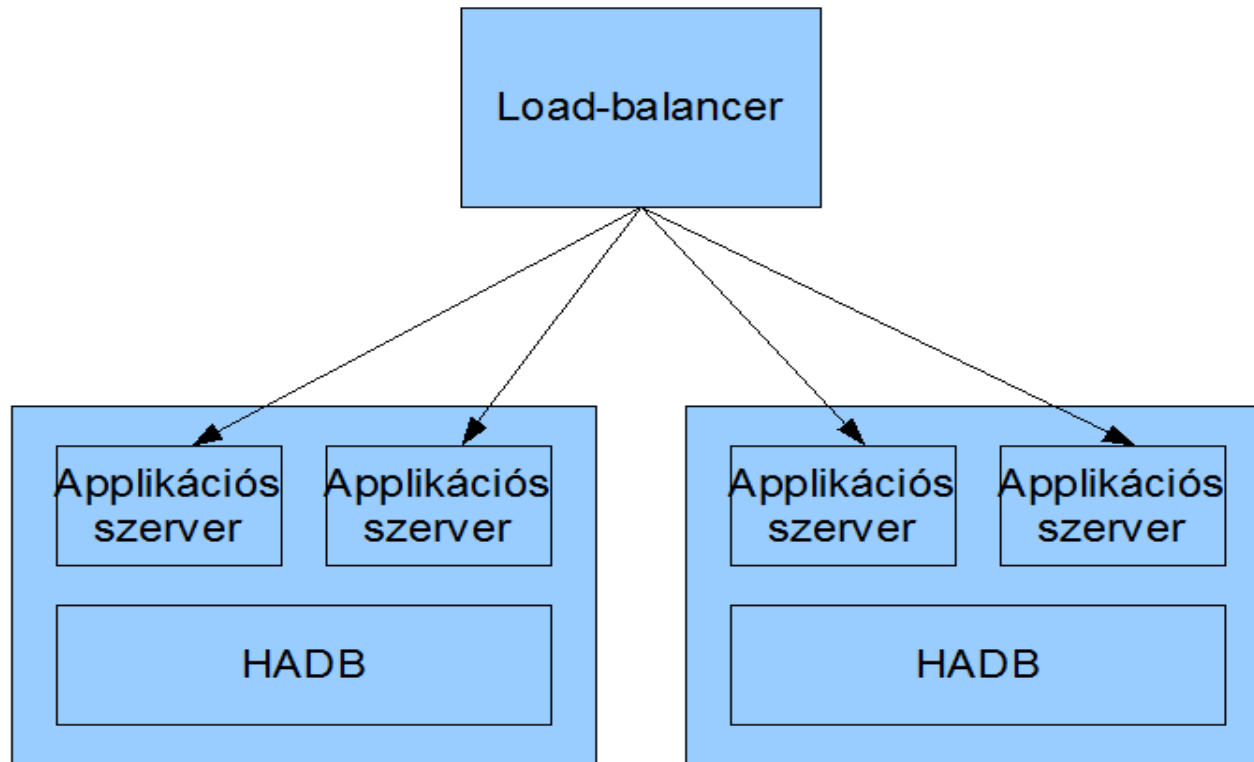 Load-balancer
Applikációs
szerver
Applikációs
szerver
HADB
Applikációs
szerver
Applikációs
szerver
HADB